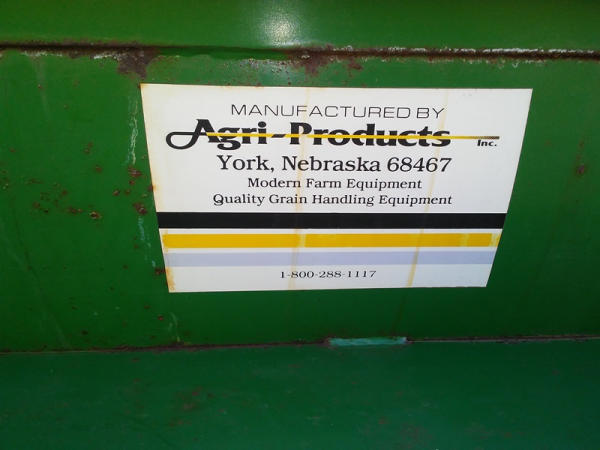 MANUFACTURED BY
Agri-Products Inc.
York, Nebraska 68467
Modern Farm Equipment
Quality Grain Handling Equipment
1-800-288-1117